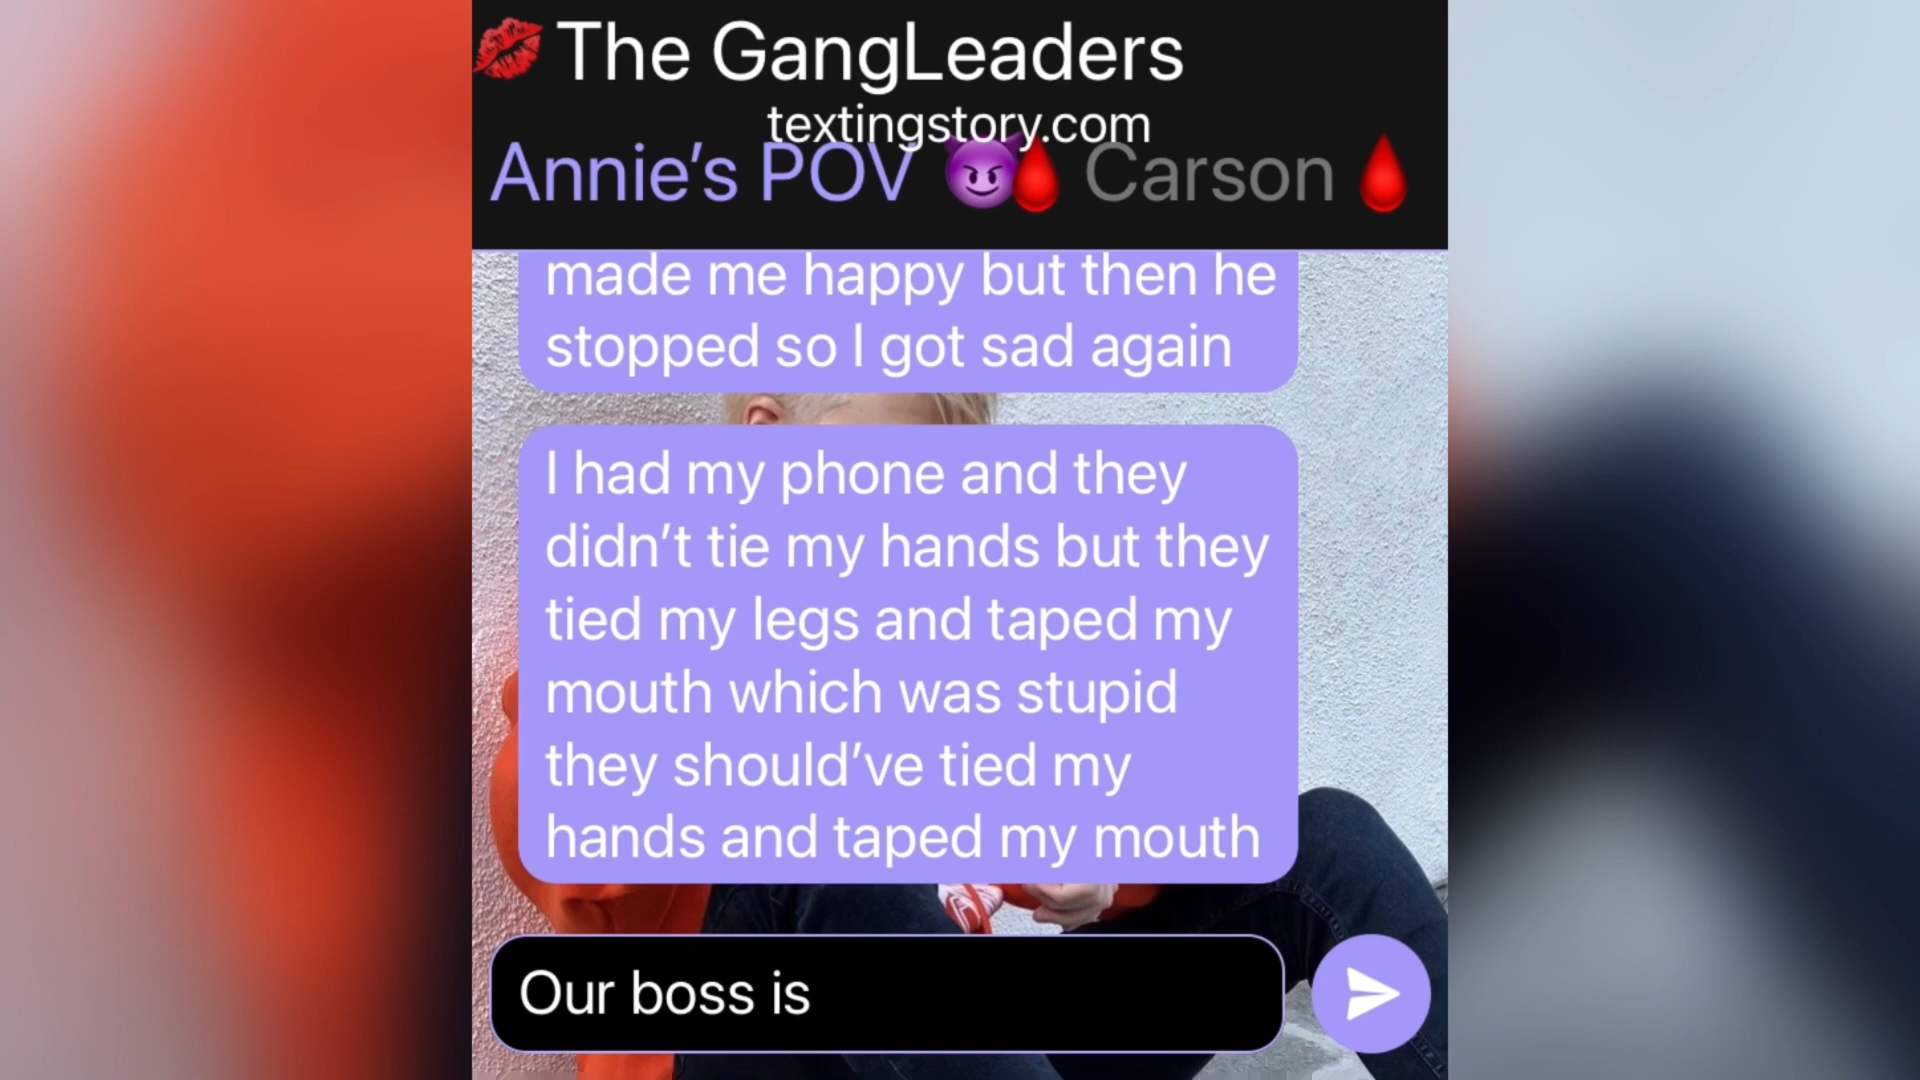 The GangLeaders
textingstory.com
Annie’s POV 😈🩸 Carson 🩸
made me happy but then he
stopped so I got sad again
I had my phone and they
didn’t tie my hands but they
tied my legs and taped my
mouth which was stupid
they should’ve tied my
hands and taped my mouth
Our boss is